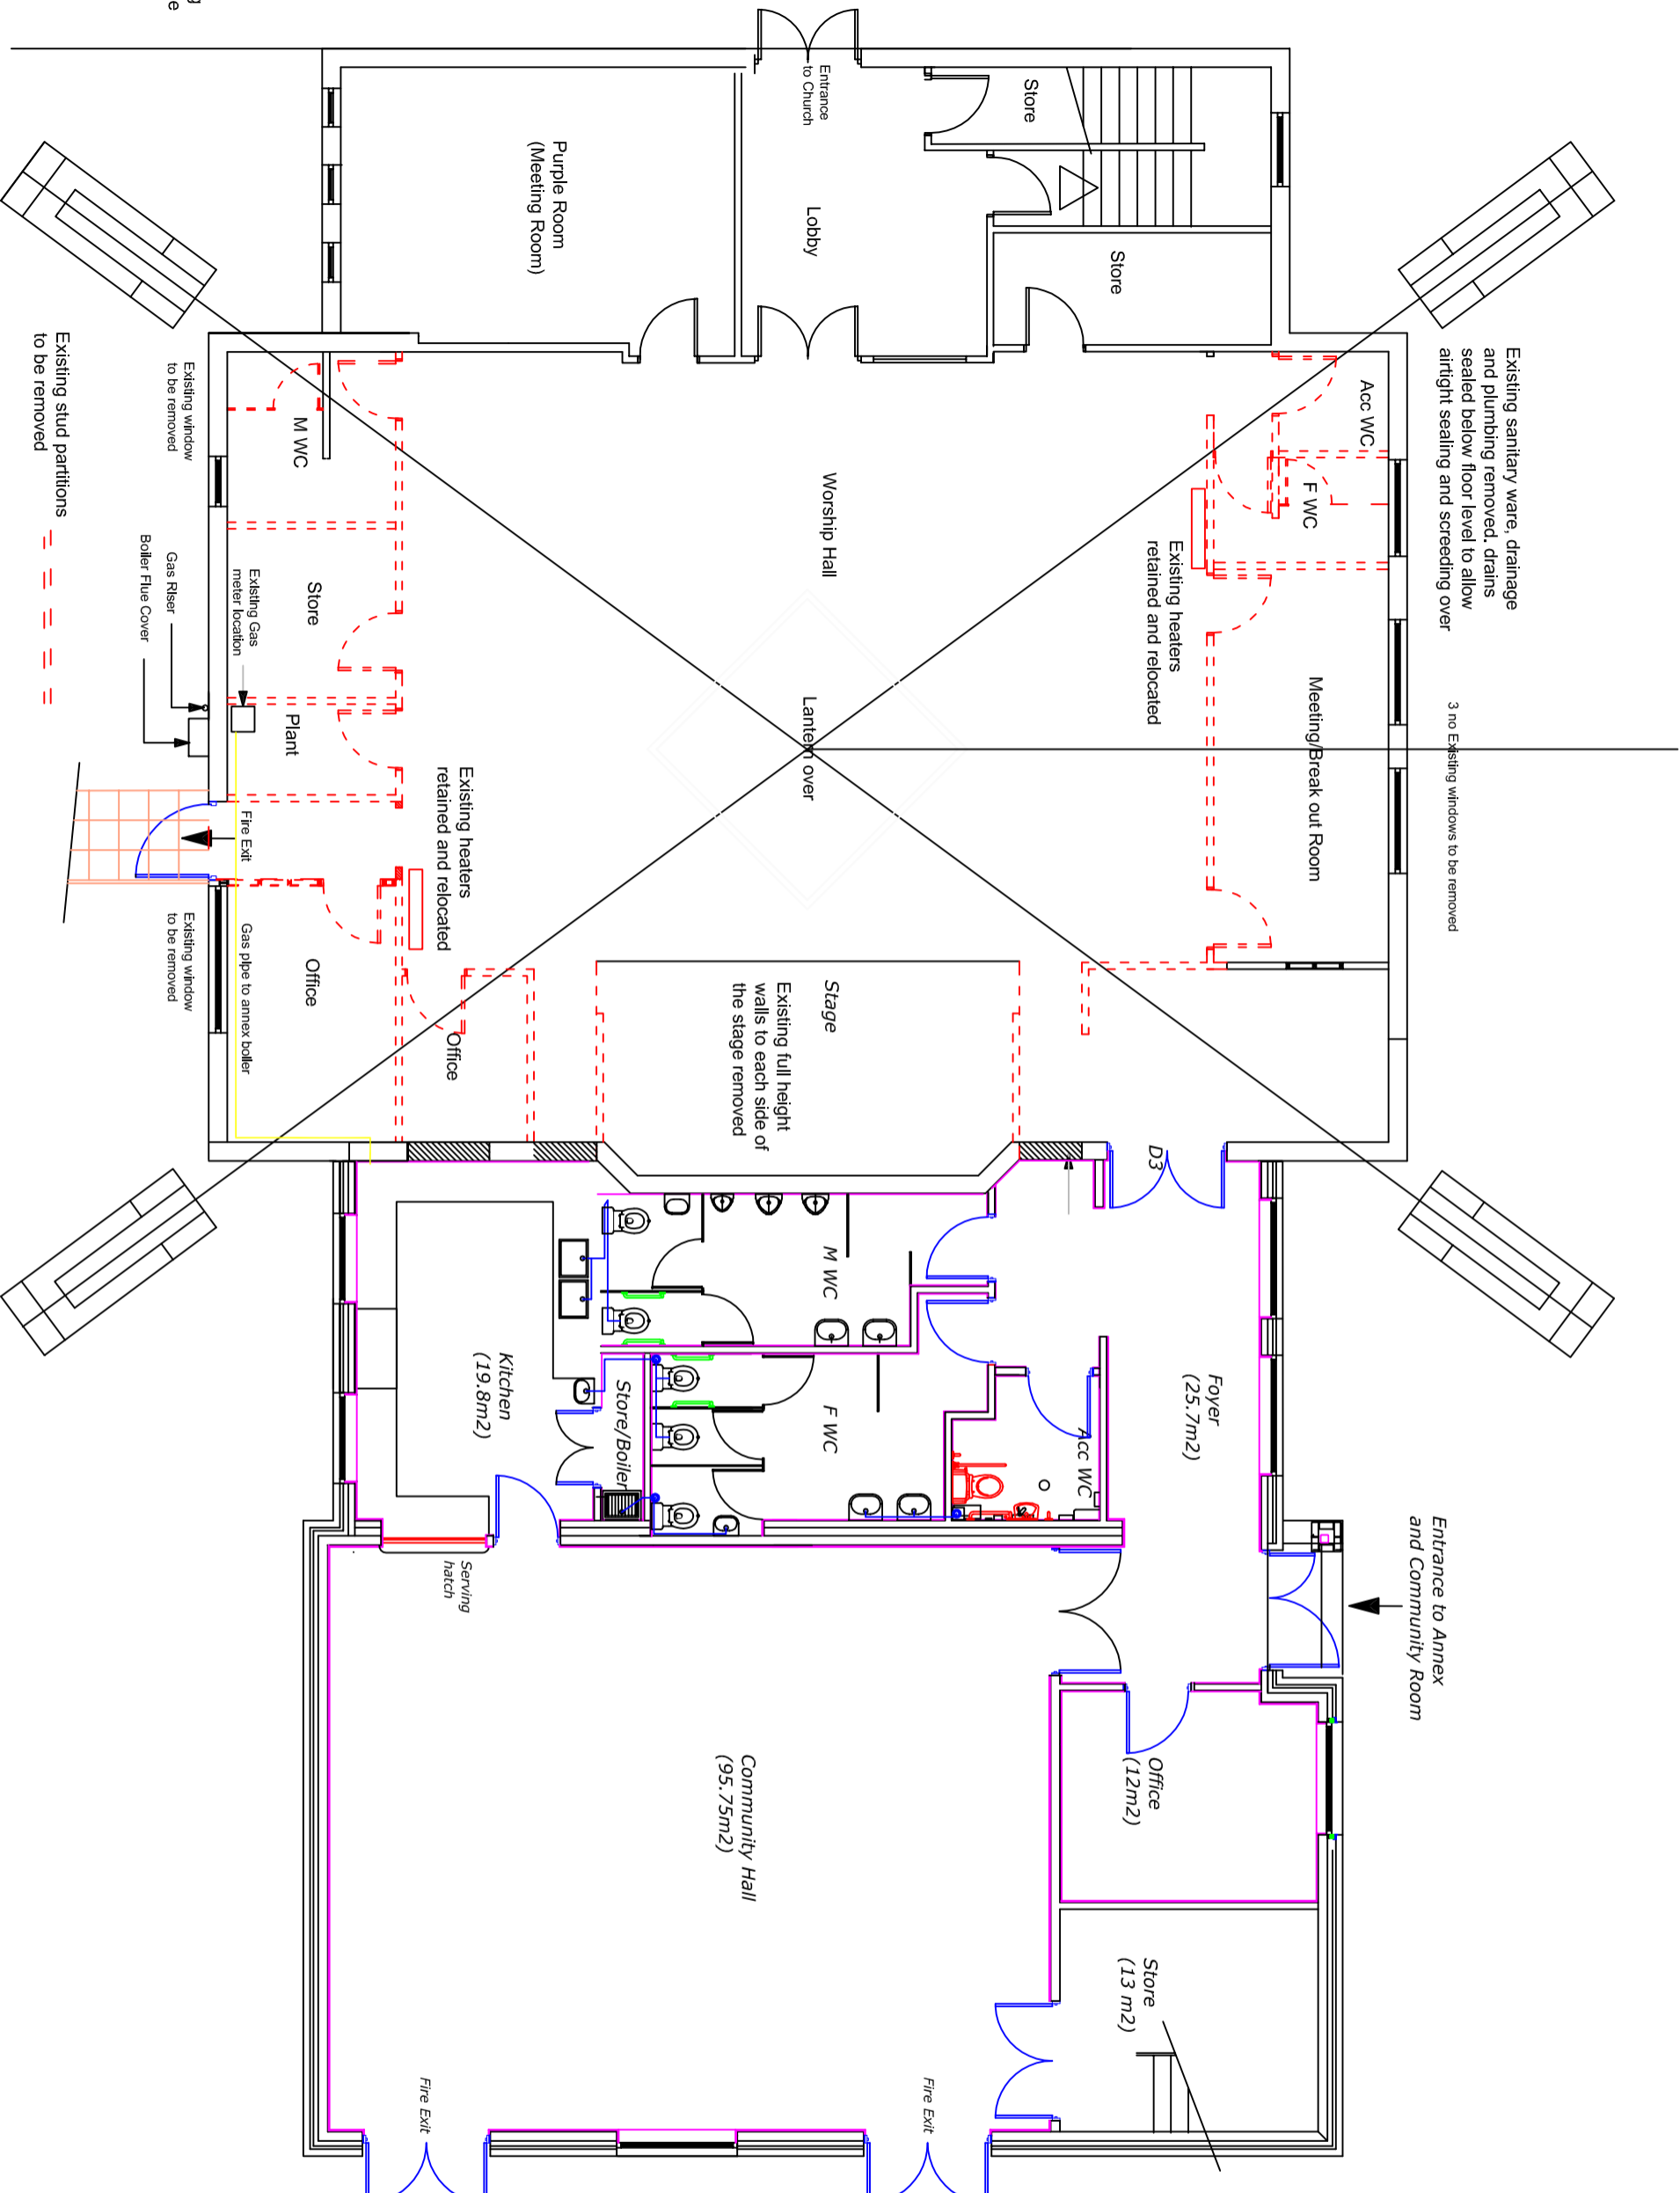 Entrance
to Church
Store
Store
Lobby
Purple Room
(Meeting Room)
Existing sanitary ware, drainage
and plumbing removed. drains
sealed below floor level to allow
airtight sealing and screeding over
3 no Existing windows to be removed
Acc WC
F WC
Meeting/Break out Room
Existing heaters
retained and relocated
Worship Hall
Lantern over
Existing heaters
retained and relocated
M WC
Store
Plant
Office
Office
Existing Gas
meter location
Fire Exit
Gas pipe to annex boiler
Existing window
to be removed
Existing window
to be removed
Gas Riser
Boiler Flue Cover
Existing stud partitions
to be removed
Stage
Existing full height
walls to each side of
the stage removed
D3
Foyer
(25.7m2)
M WC
F WC
Acc WC
Kitchen
(19.8m2)
Store/Boiler
Serving
hatch
Entrance to Annex
and Community Room
Office
(12m2)
Store
(13 m2)
Community Hall
(95.75m2)
Fire Exit
Fire Exit